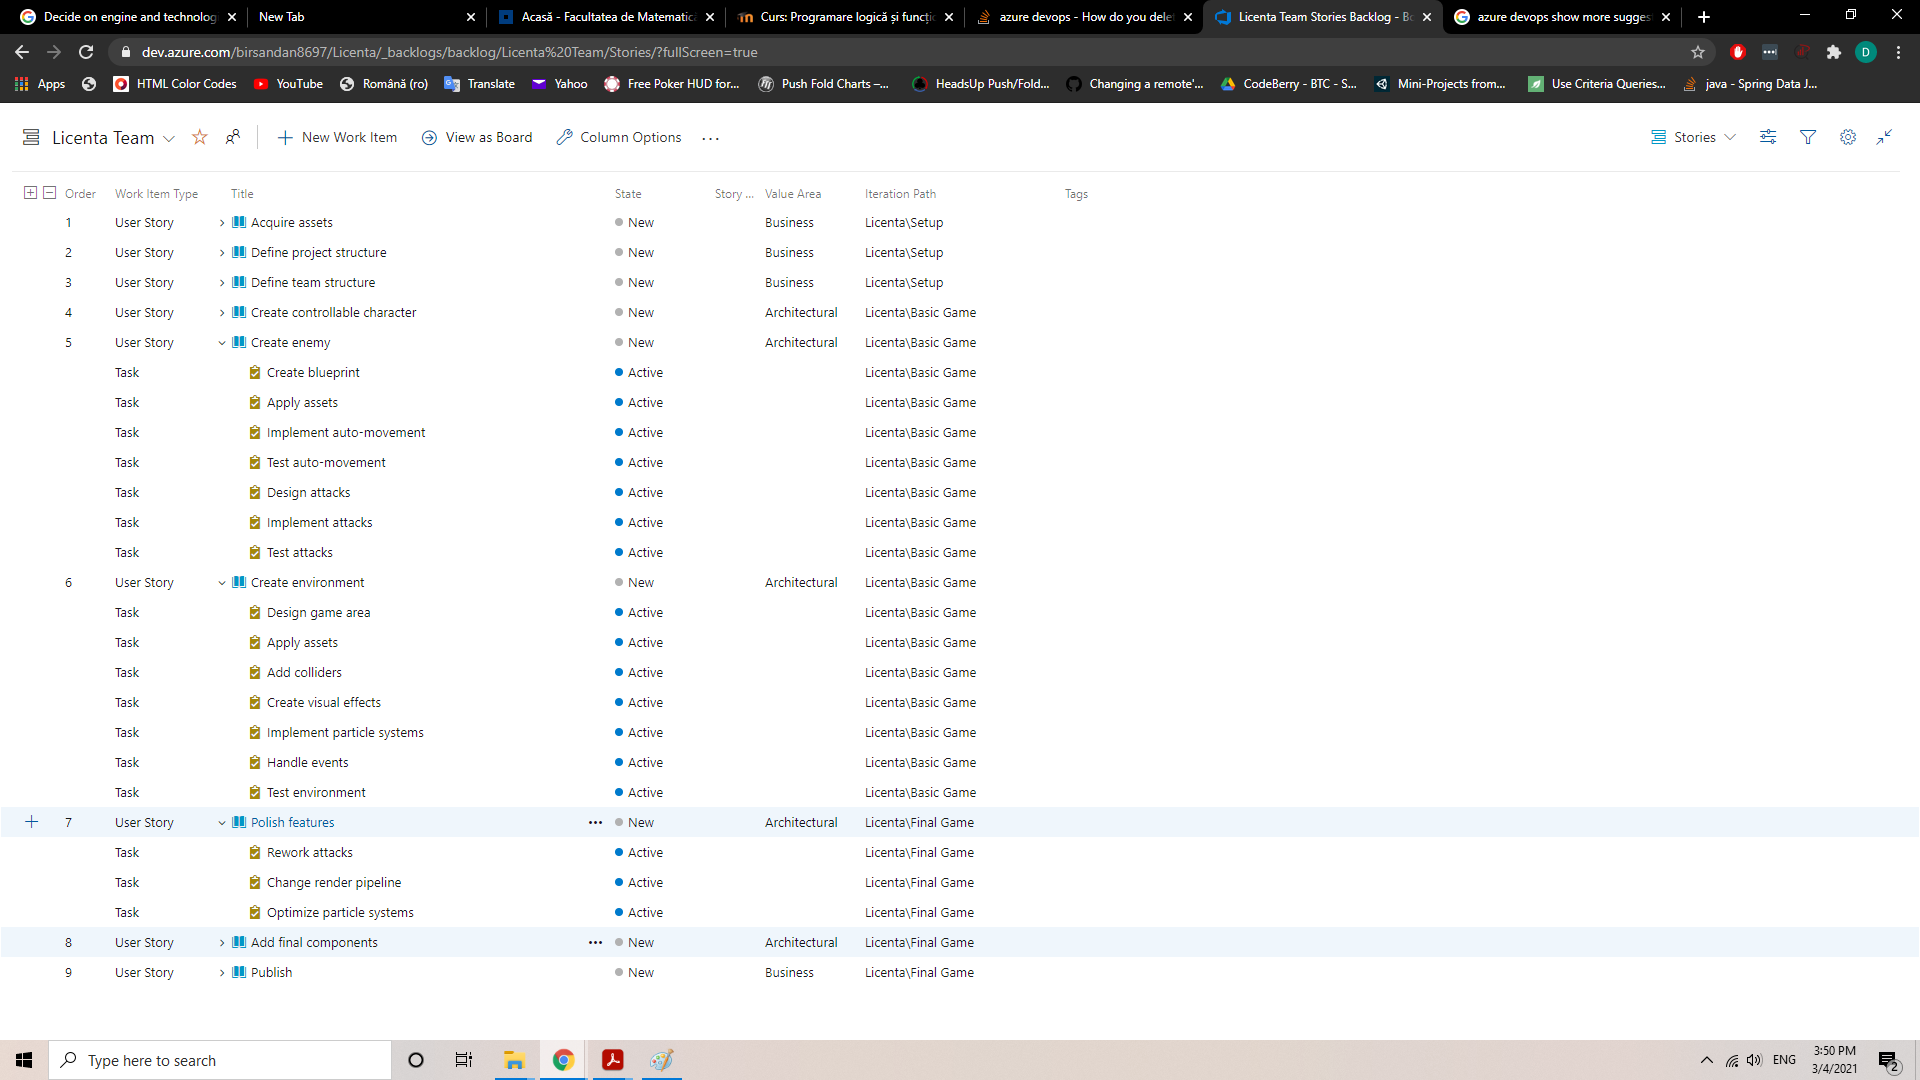 Decide on engine and technolog
New Tab
Acasă - Facultatea de Matematică
Curs: Programare logică și funcți
azure devops - How do you dele
Licenta Team Stories Backlog - Bo
azure devops show more sugges
dev.azure.com/birsandan8697/Licenta/_backlogs/backlog/Licenta%20Team/Stories/?fullScreen=true
D
Apps HTML Color Codes YouTube Română (ro) Translate Yahoo Free Poker HUD for... Push Fold Charts –... HeadsUp Push/Fold... Changing a remote'... CodeBerry - BTC - S... Mini-Projects from... Use Criteria Queries... java - Spring Data J...
Licenta Team New Work Item View as Board Column Options Stories
Order Work Item Type Title State Story ... Value Area Iteration Path Tags
1 User Story Acquire assets New Business Licenta\Setup
2 User Story Define project structure New Business Licenta\Setup
3 User Story Define team structure New Business Licenta\Setup
4 User Story Create controllable character New Architectural Licenta\Basic Game
5 User Story Create enemy New Architectural Licenta\Basic Game
Task Create blueprint Active Licenta\Basic Game
Task Apply assets Active Licenta\Basic Game
Task Implement auto-movement Active Licenta\Basic Game
Task Test auto-movement Active Licenta\Basic Game
Task Design attacks Active Licenta\Basic Game
Task Implement attacks Active Licenta\Basic Game
Task Test attacks Active Licenta\Basic Game
6 User Story Create environment New Architectural Licenta\Basic Game
Task Design game area Active Licenta\Basic Game
Task Apply assets Active Licenta\Basic Game
Task Add colliders Active Licenta\Basic Game
Task Create visual effects Active Licenta\Basic Game
Task Implement particle systems Active Licenta\Basic Game
Task Handle events Active Licenta\Basic Game
Task Test environment Active Licenta\Basic Game
7 User Story Polish features ... New Architectural Licenta\Final Game
Task Rework attacks Active Licenta\Final Game
Task Change render pipeline Active Licenta\Final Game
Task Optimize particle systems Active Licenta\Final Game
8 User Story Add final components ... New Architectural Licenta\Final Game
9 User Story Publish New Business Licenta\Final Game
Type here to search
ENG
3:50 PM
3/4/2021
2